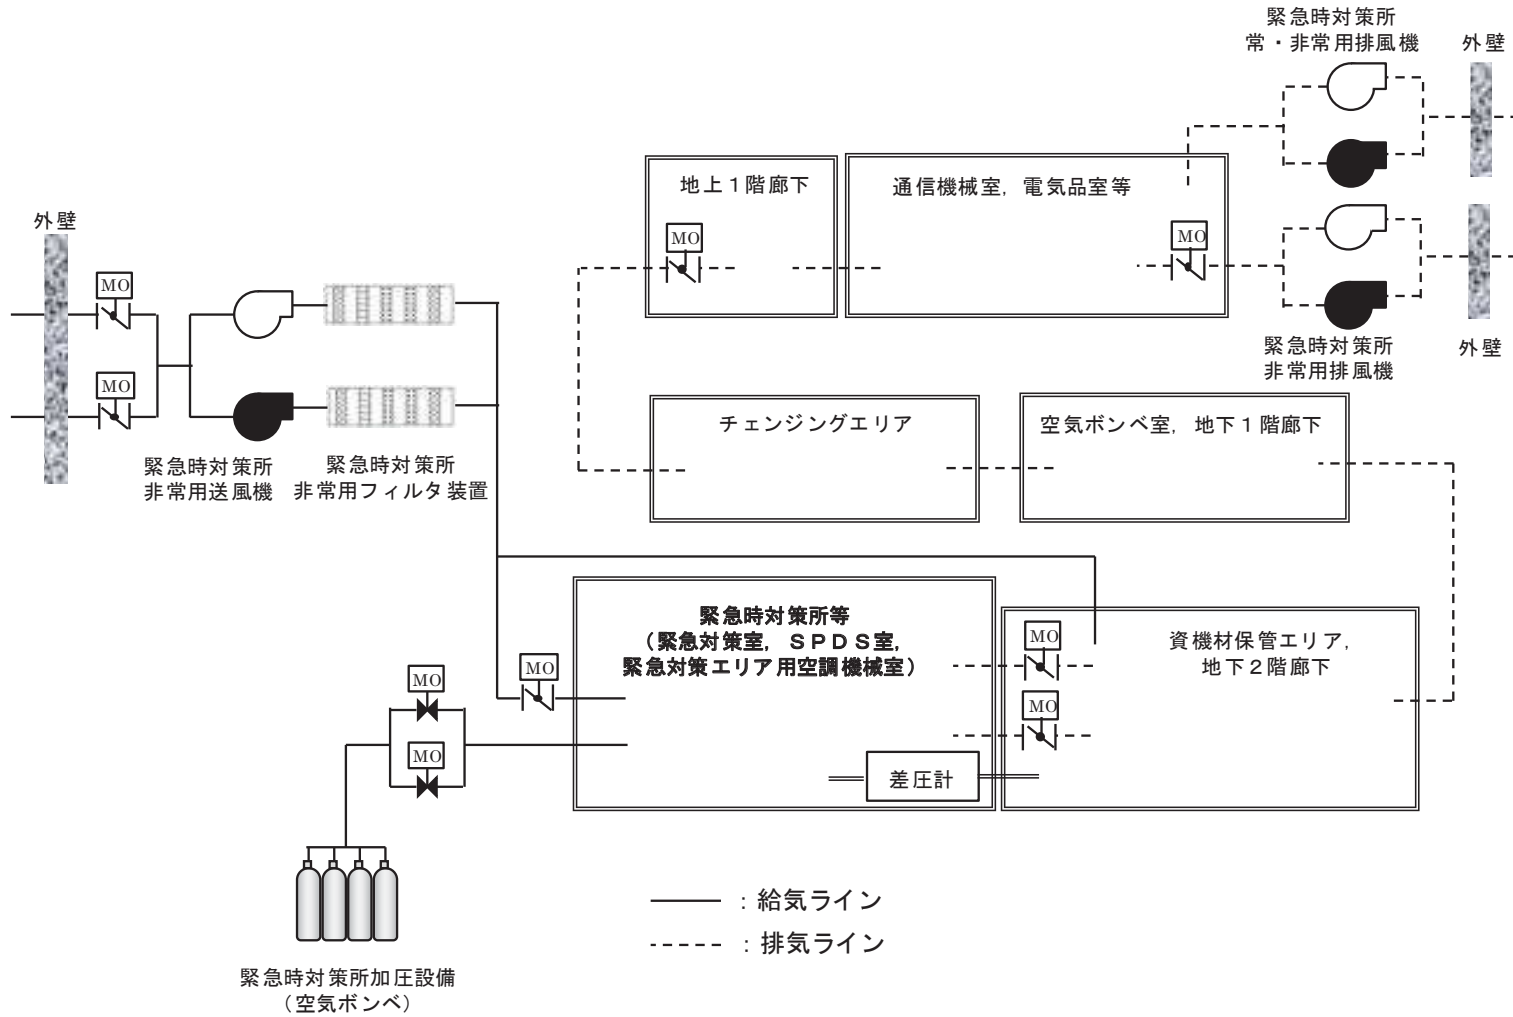 緊急時対策所
常・非常用排風機
外壁
地上１階廊下
通信機械室，電気品室等
MO
MO
外壁
MO
MO
緊急時対策所
非常用排風機
外壁
チェンジングエリア
空気ボンベ室，地下１階廊下
緊急時対策所
非常用送風機
緊急時対策所
非常用フィルタ装置
緊急時対策所等
（緊急対策室，ＳＰＤＳ室，
緊急対策エリア用空調機械室）
MO
資機材保管エリア，
地下２階廊下
MO
MO
MO
MO
差圧計
：給気ライン
：排気ライン
緊急時対策所加圧設備
（空気ボンベ）